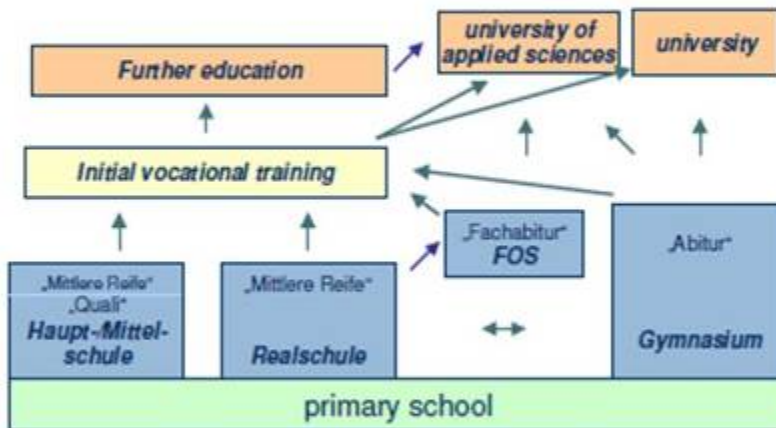 university of
applied sciences
university
Further education
Initial vocational training
„Fachabitur“
FOS
„Abitur“
„Mittlere Reife“
„Quali“
Haupt-/Mittel-
schule
„Mittlere Reife“
Realschule
Gymnasium
primary school